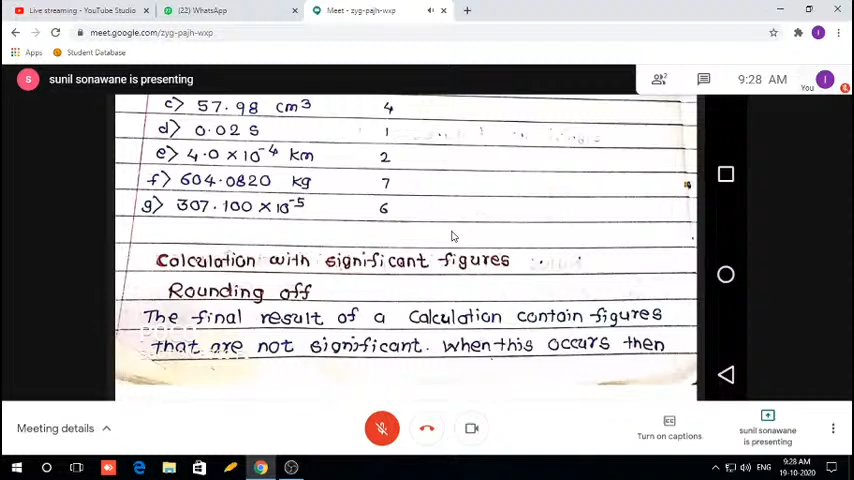 Live streaming - YouTube Studio
(22) WhatsApp
Meet - zyg-pajh-wxp
meet.google.com/zyg-pajh-wxp
Apps Student Database
S sunil sonawane is presenting
2
9:28 AM
I
You
c) 57.98 cm3 4
d) 0.02 s 1
e) 4.0 × 10⁻⁴ km 2
f) 604.0820 kg 7
g) 307.100 × 10⁻⁵ 6
Calculation with significant figures
Rounding off
The final result of a calculation contain figures
that are not significant. When this occurs then
Meeting details
Turn on captions
sunil sonawane
is presenting
ENG
9:28 AM
19-10-2020